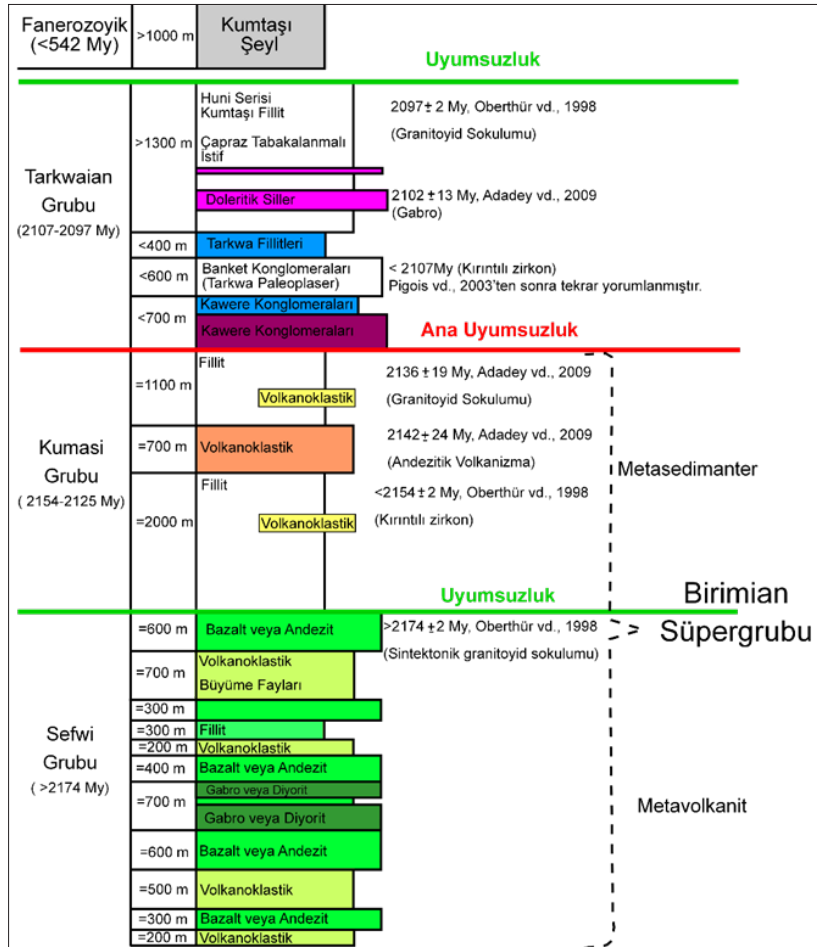 Fanerozoyik
(<542 My)
>1000 m
Kumtaşı
Şeyl
Uyumsuzluk
Tarkwaian
Grubu
(2107-2097 My)
>1300 m
Huni Serisi
Kumtaşı Fillit
Çapraz Tabakalanmalı
İstif
2097± 2 My, Oberthür vd., 1998
(Granitoyid Sokulumu)
Doleritik Siller
2102 ±13 My, Adadey vd., 2009
(Gabro)
<400 m
Tarkwa Fillitleri
<600 m
Banket Konglomeraları
(Tarkwa Paleoplaser)
< 2107My (Kırıntılı zirkon)
Pigois vd., 2003'ten sonra tekrar yorumlanmıştır.
<700 m
Kawere Konglomeraları
Kawere Konglomeraları
Ana Uyumsuzluk
Kumasi
Grubu
( 2154-2125 My)
=1100 m
Fillit
Volkanoklastik
2136 ±19 My, Adadey vd., 2009
(Granitoyid Sokulumu)
=700 m
Volkanoklastik
2142± 24 My, Adadey vd., 2009
(Andezitik Volkanizma)
=2000 m
Fillit
Volkanoklastik
<2154 ± 2 My, Oberthür vd., 1998
(Kırıntılı zirkon)
Metasedimanter
Uyumsuzluk
Birimian
Süpergrubu
Sefwi
Grubu
( >2174 My)
=600 m
Bazalt veya Andezit
>2174 ±2 My, Oberthür vd., 1998
(Sintektonik granitoyid sokulumu)
=700 m
Volkanoklastik
Büyüme Fayları
=300 m
=300 m
Fillit
=200 m
Volkanoklastik
=400 m
Bazalt veya Andezit
=700 m
Gabro veya Diyorit
Gabro veya Diyorit
Metavolkanit
=600 m
Bazalt veya Andezit
=500 m
Volkanoklastik
=300 m
Bazalt veya Andezit
=200 m
Volkanoklastik